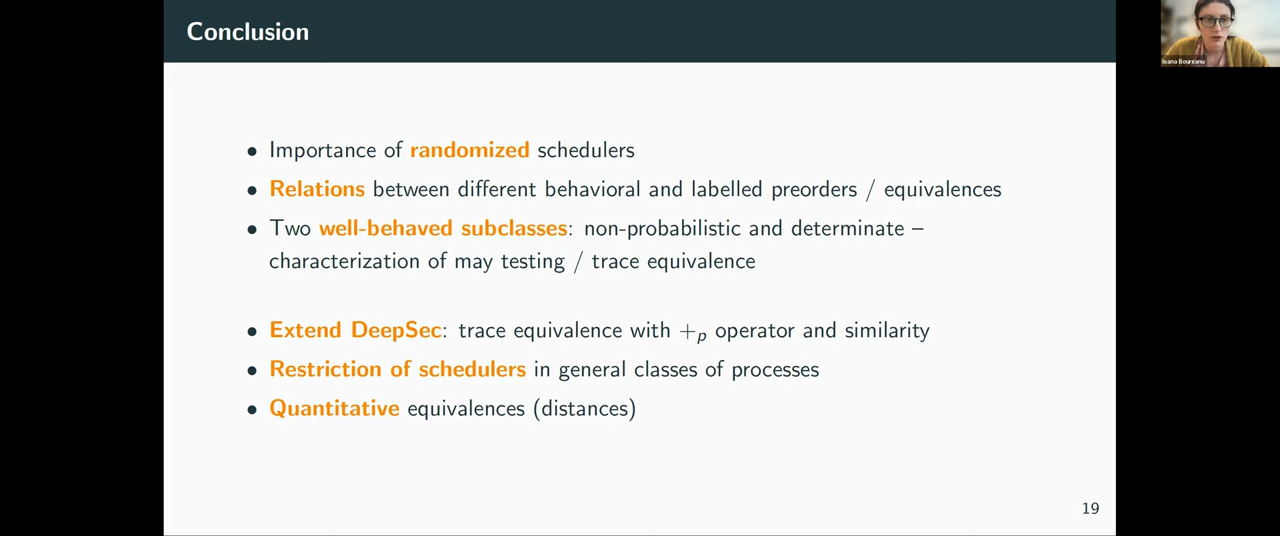 Conclusion
Ioana Boureanu
• Importance of randomized schedulers
• Relations between different behavioral and labelled preorders / equivalences
• Two well-behaved subclasses: non-probabilistic and determinate –
characterization of may testing / trace equivalence
• Extend DeepSec: trace equivalence with +p operator and similarity
• Restriction of schedulers in general classes of processes
• Quantitative equivalences (distances)
19